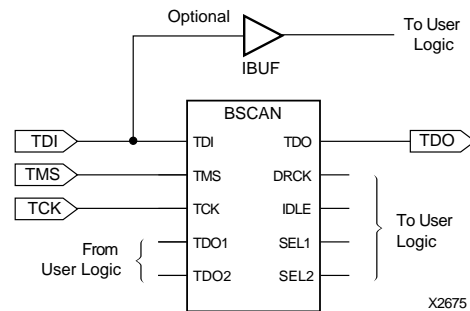 Optional
To User
Logic
IBUF
BSCAN
TDI TDI TDO TDO
TMS TMS DRCK
TCK TCK IDLE
To User
Logic
From
User Logic
TDO1 SEL1
TDO2 SEL2
X2675